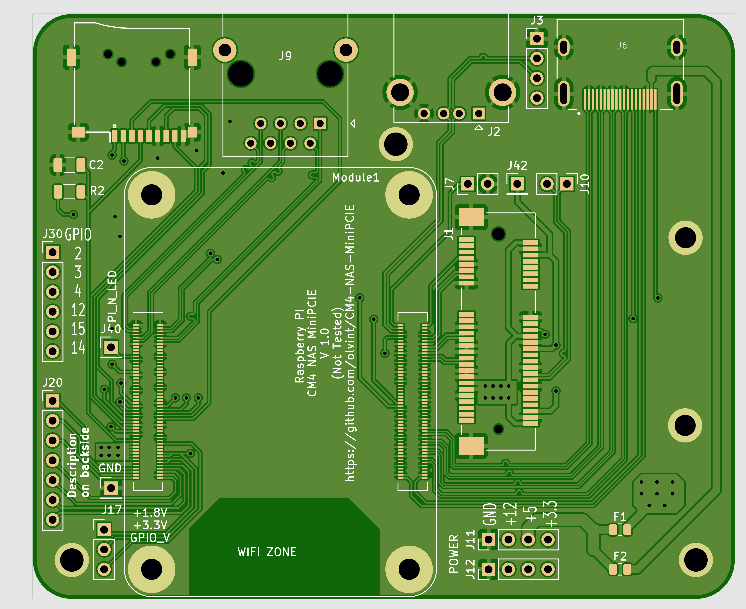 J3
J6
J9
J2
C2
R2
Module1
J7
J42
J10
J30
GPIO
2
3
4
12
15
14
J1
J40
J20
Description
on backside
GND
J17
+1.8V
+3.3V
GPIO_V
Raspberry Pi
CM4 NAS MiniPCIE
V 1.0
(Not Tested)
https://github.com/olvint/CM4-NAS-MiniPCIE
WIFI ZONE
POWER
GND
+12
+5
+3.3
J11
J12
F1
F2